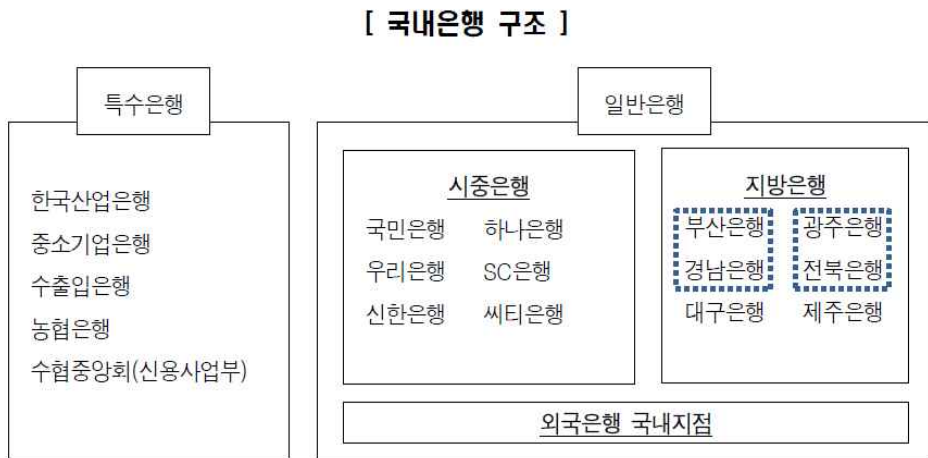 [ 국내은행 구조 ]
특수은행
한국산업은행
중소기업은행
수출입은행
농협은행
수협중앙회(신용사업부)
일반은행
시중은행
국민은행 하나은행
우리은행 SC은행
신한은행 씨티은행
지방은행
부산은행 광주은행
경남은행 전북은행
대구은행 제주은행
외국은행 국내지점